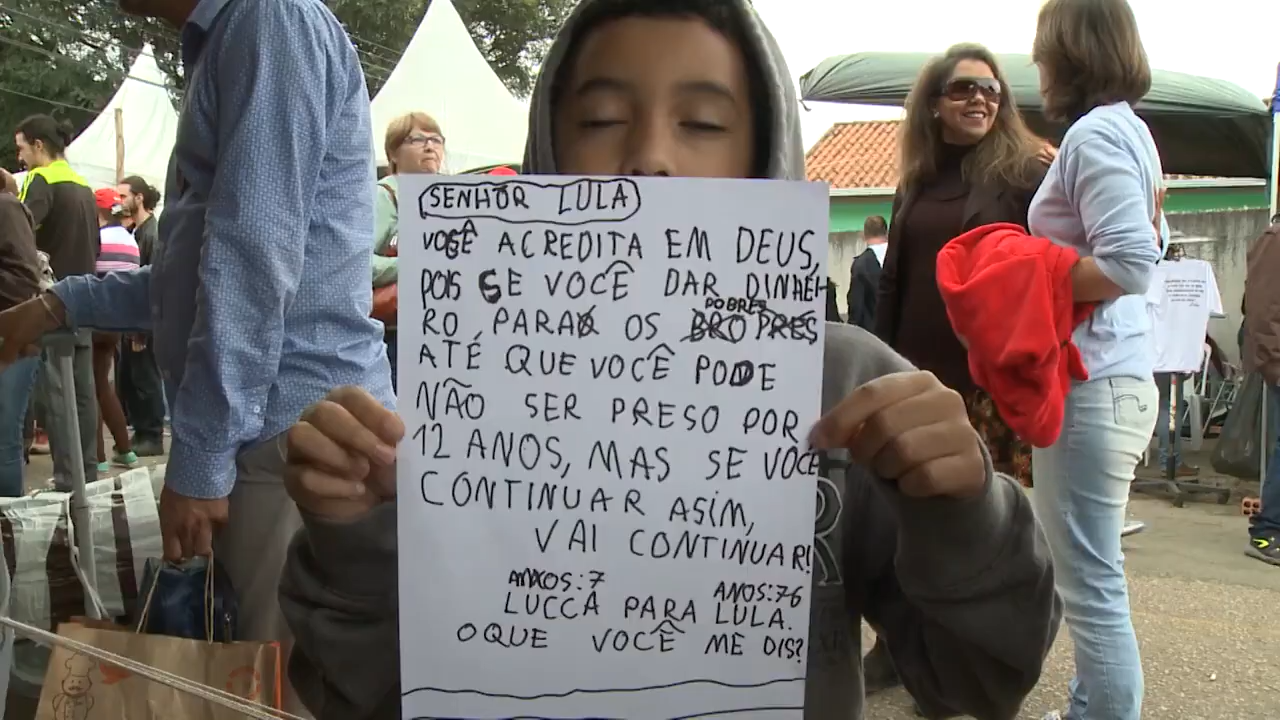 SENHOR LULA
VOCÊ ACREDITA EM DEUS,
POIS SE VOCÊ DAR DINHEI-
RO, PARA OS POBRES
ATÉ QUE VOCÊ PODE
NÃO SER PRESO POR
12 ANOS, MAS SE VOCÊ
CONTINUAR ASIM,
VAI CONTINUAR!
ANOS:7 ANOS:76
LUCCA PARA LULA.
O QUE VOCÊ ME DIS?